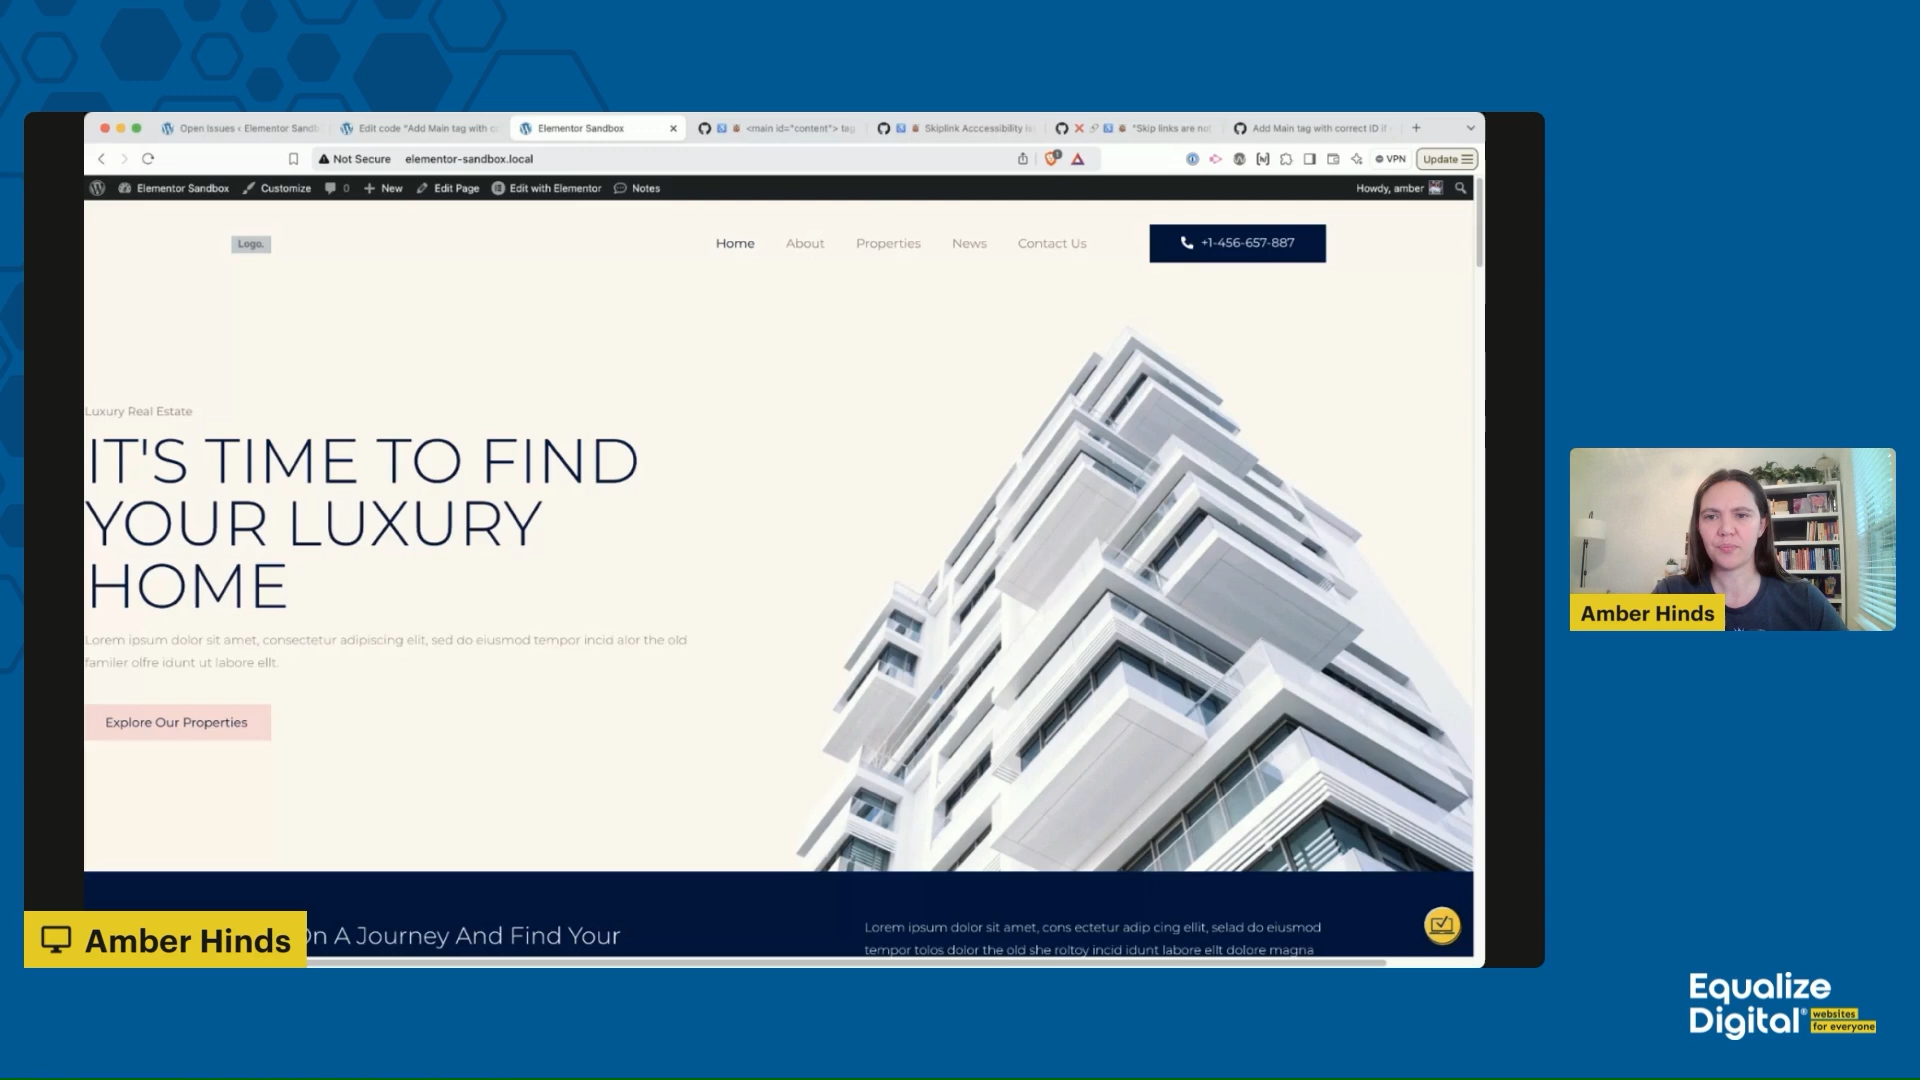 Open Issues ‹ Elementor Sandb
Edit code "Add Main tag with c
Elementor Sandbox
<main id="content"> tag
Skiplink Acccessibility is
"Skip links are not
Add Main tag with correct ID if
Not Secure
elementor-sandbox.local
VPN
Update
Elementor Sandbox
Customize
0
New
Edit Page
Edit with Elementor
Notes
Howdy, amber
Logo.
Home
About
Properties
News
Contact Us
+1-456-657-887
Luxury Real Estate
IT'S TIME TO FIND
YOUR LUXURY
HOME
Lorem ipsum dolor sit amet, consectetur adipiscing elit, sed do eiusmod tempor incid alor the old
familer olfre idunt ut labore ellt.
Explore Our Properties
On A Journey And Find Your
Lorem ipsum dolor sit amet, cons ectetur adip cing ellit, selad do eiusmod
tempor tolos dolor the old she roltoy incid idunt labore ellt dolore magna
Amber Hinds
Amber Hinds
Equalize
Digital®
websites
for everyone